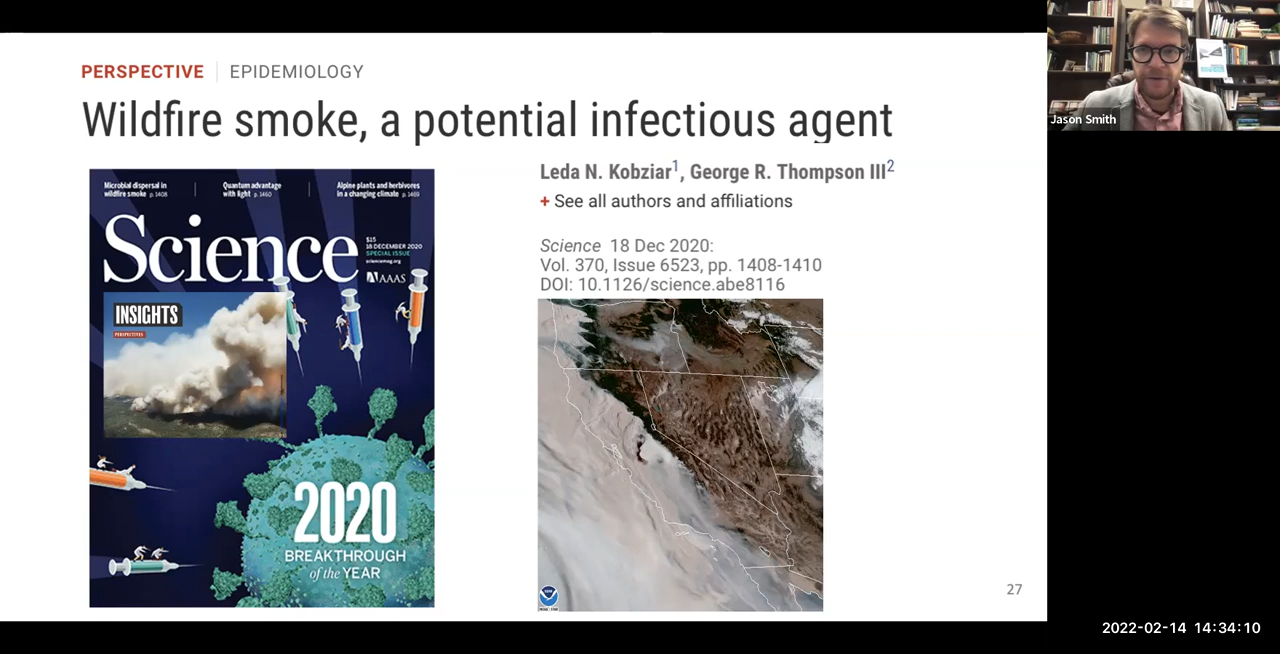 PERSPECTIVE | EPIDEMIOLOGY
Wildfire smoke, a potential infectious agent
Leda N. Kobziar1, George R. Thompson III2
+ See all authors and affiliations
Science 18 Dec 2020:
Vol. 370, Issue 6523, pp. 1408-1410
DOI: 10.1126/science.abe8116
Microbial dispersal in
wildfire smoke p. 1408
Quantum advantage
with light p. 1460
Alpine plants and herbivores
in a changing climate p. 1469
Science
$15
18 DECEMBER 2020
SPECIAL ISSUE
sciencemag.org
AAAS
INSIGHTS
PERSPECTIVES
2020
BREAKTHROUGH
of the YEAR
27
Jason Smith
2022-02-14 14:34:10